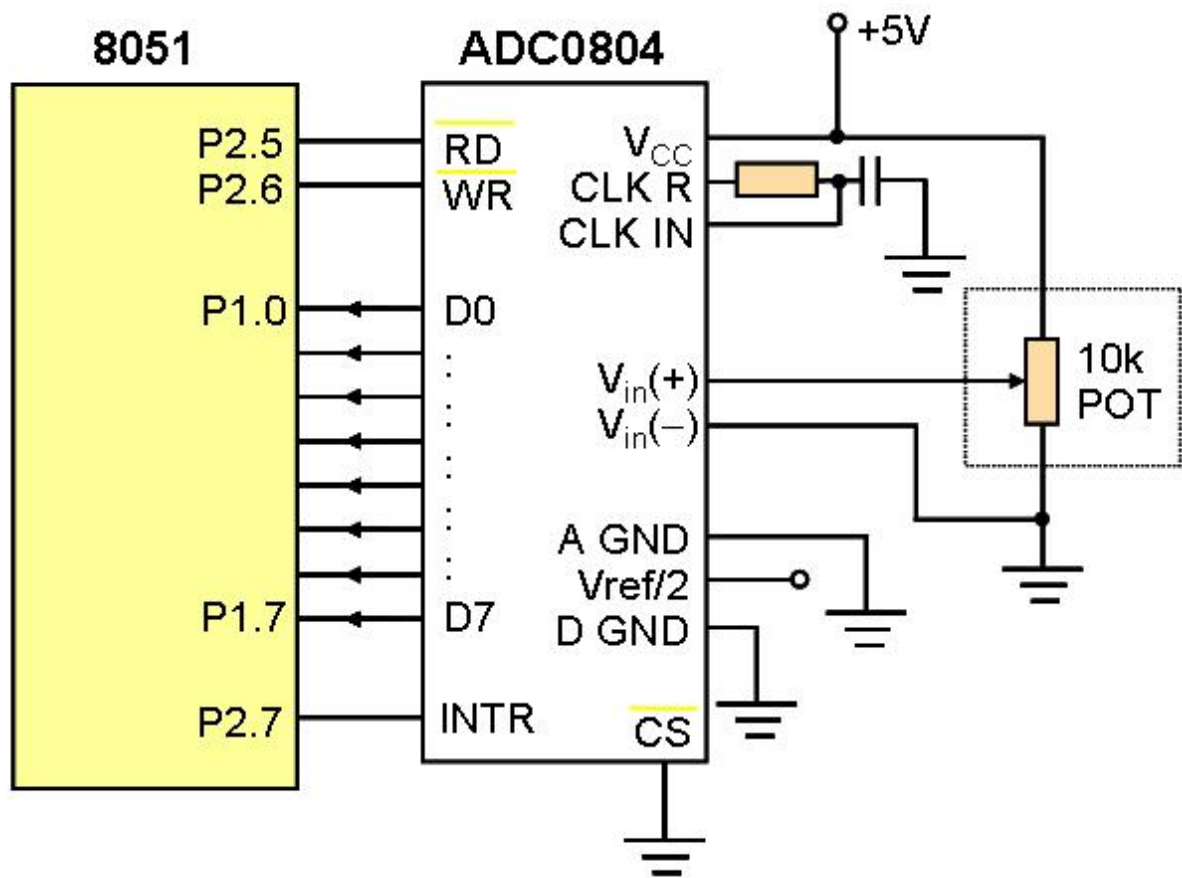 8051
ADC0804
+5V
P2.5
RD
VCC
P2.6
WR
CLK R
CLK IN
P1.0
D0
Vin(+)
10k
POT
Vin(−)
A GND
Vref/2
P1.7
D7
D GND
P2.7
INTR
CS